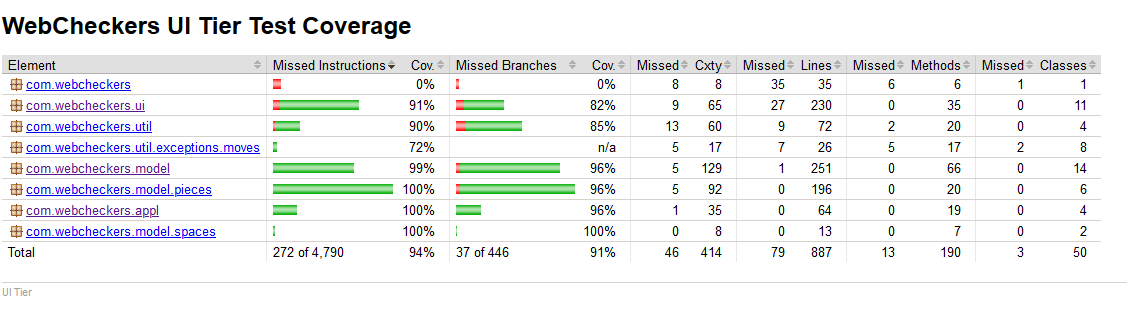 WebCheckers UI Tier Test Coverage
Element Missed Instructions Cov. Missed Branches Cov. Missed Cxty Missed Lines Missed Methods Missed Classes
com.webcheckers 0% 0% 8 8 35 35 6 6 1 1
com.webcheckers.ui 91% 82% 9 65 27 230 0 35 0 11
com.webcheckers.util 90% 85% 13 60 9 72 2 20 0 4
com.webcheckers.util.exceptions.moves 72% n/a 5 17 7 26 5 17 2 8
com.webcheckers.model 99% 96% 5 129 1 251 0 66 0 14
com.webcheckers.model.pieces 100% 96% 5 92 0 196 0 20 0 6
com.webcheckers.appl 100% 96% 1 35 0 64 0 19 0 4
com.webcheckers.model.spaces 100% 100% 0 8 0 13 0 7 0 2
Total 272 of 4,790 94% 37 of 446 91% 46 414 79 887 13 190 3 50
UI Tier